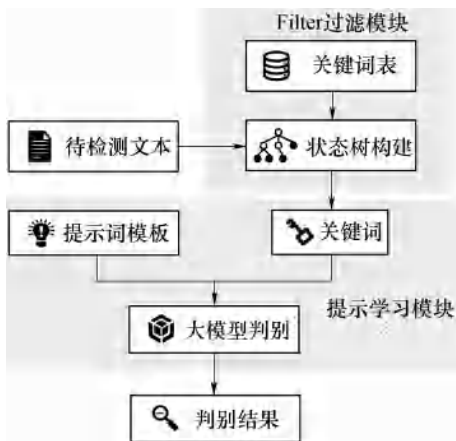 Filter过滤模块
关键词表
待检测文本
状态树构建
提示词模板
关键词
提示学习模块
大模型判别
判别结果